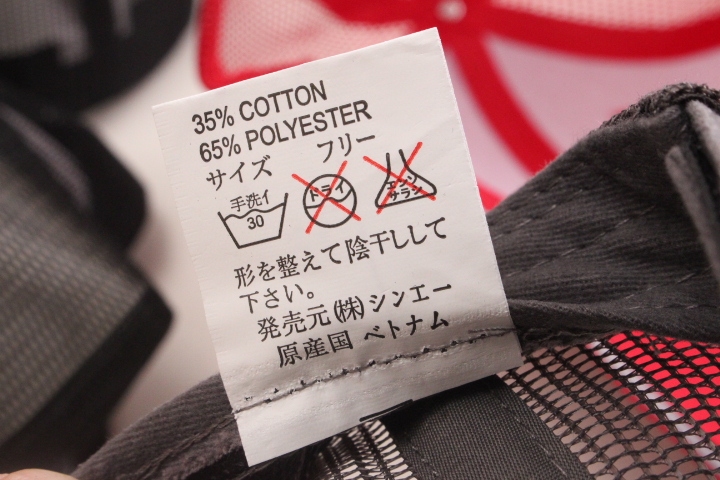 35% COTTON
65% POLYESTER
サイズ フリー
手洗イ ドライ エンソ
30 サラシ
形を整えて陰干しして
下さい。
発売元(株)シンエー
原産国 ベトナム